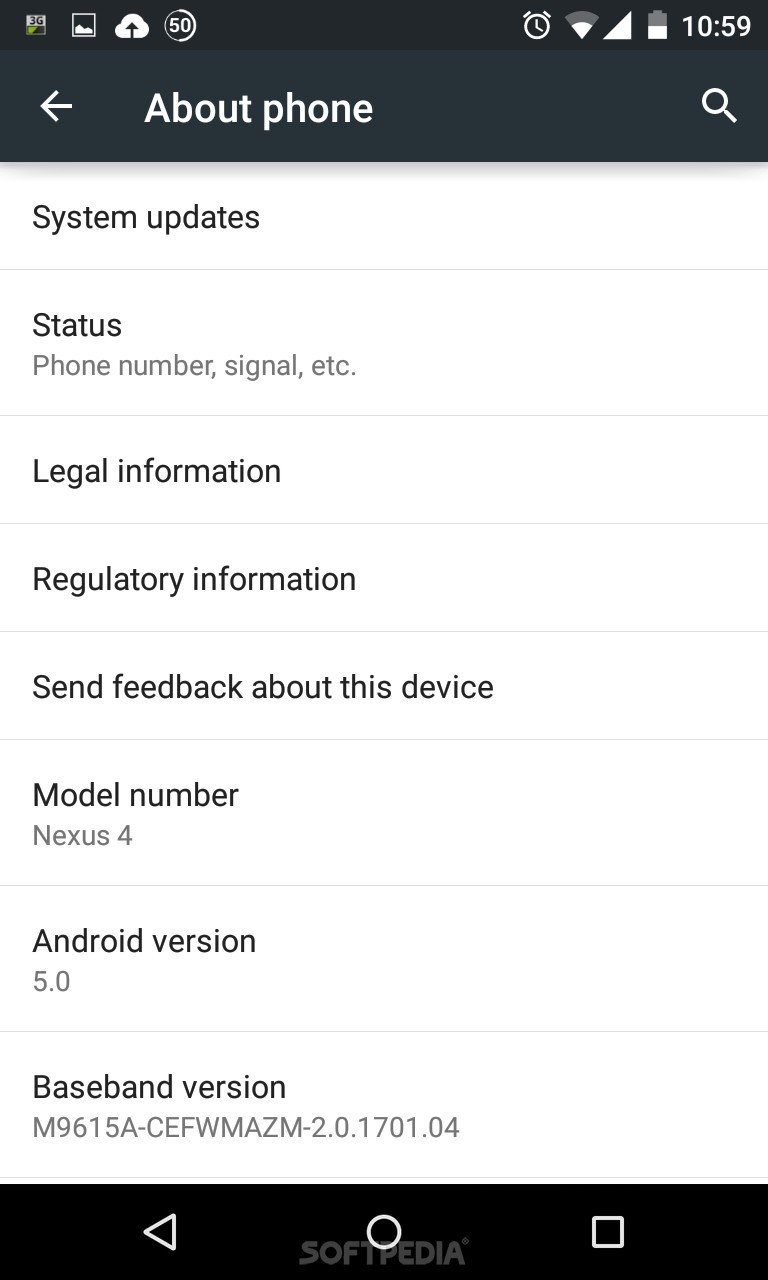 3G 50 10:59
About phone
System updates
Status
Phone number, signal, etc.
Legal information
Regulatory information
Send feedback about this device
Model number
Nexus 4
Android version
5.0
Baseband version
M9615A-CEFWMAZM-2.0.1701.04
SOFTPEDIA®